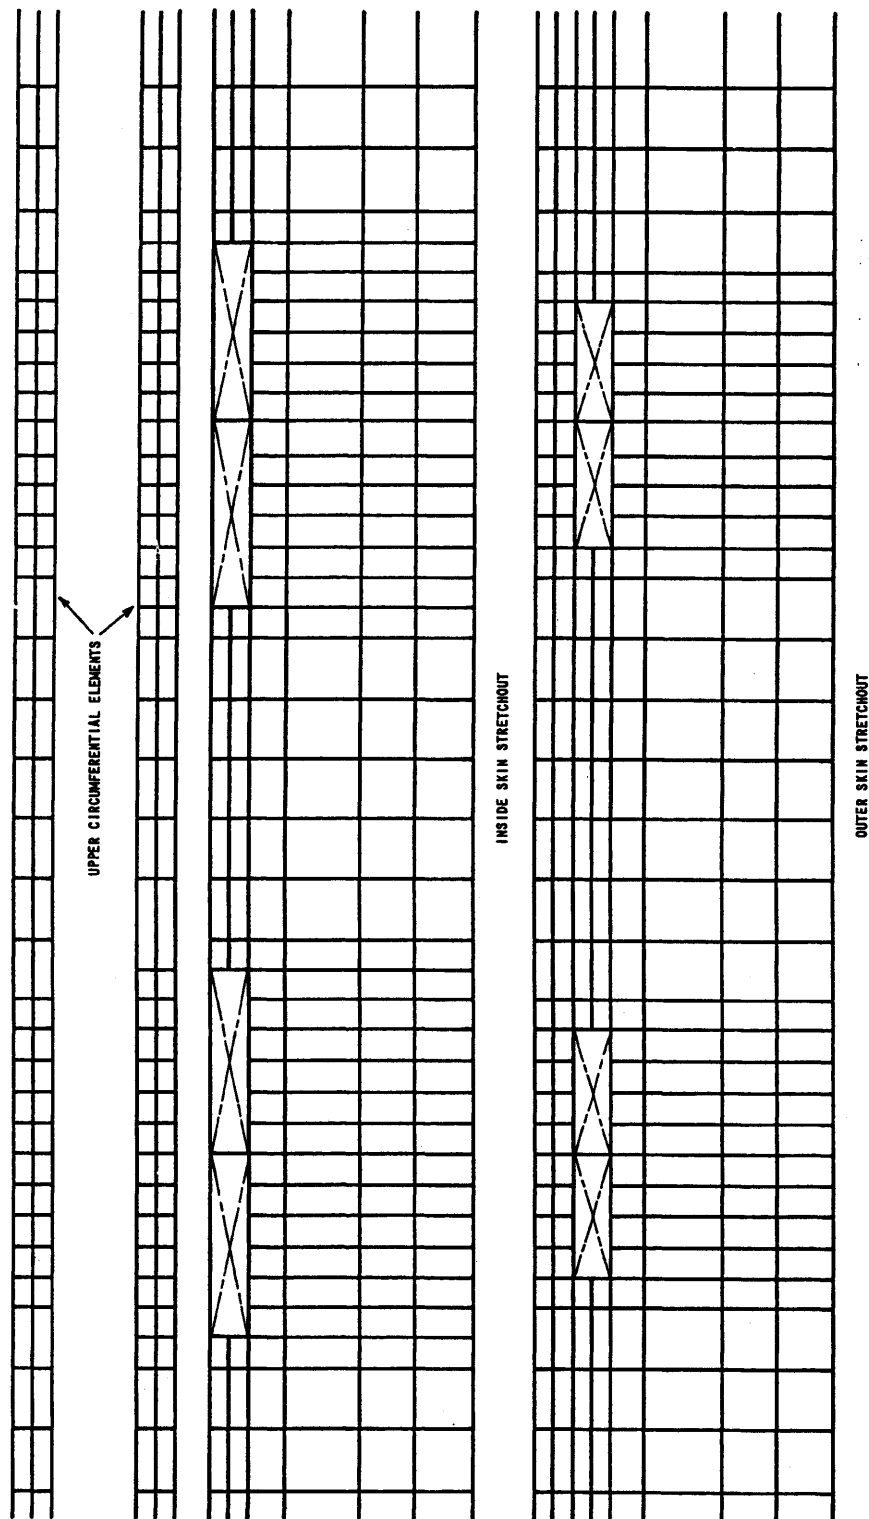 UPPER CIRCUMFERENTIAL ELEMENTS
INSIDE SKIN STRETCHOUT
OUTER SKIN STRETCHOUT